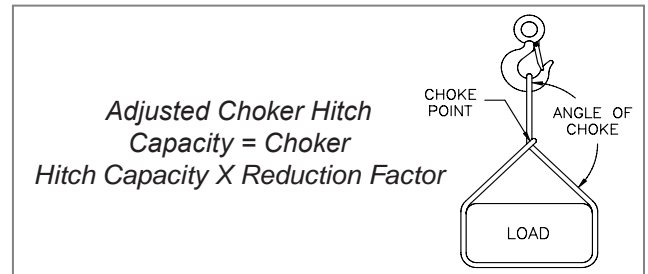 Adjusted Choker Hitch
Capacity = Choker
Hitch Capacity X Reduction Factor
CHOKE
POINT
ANGLE OF
CHOKE
LOAD